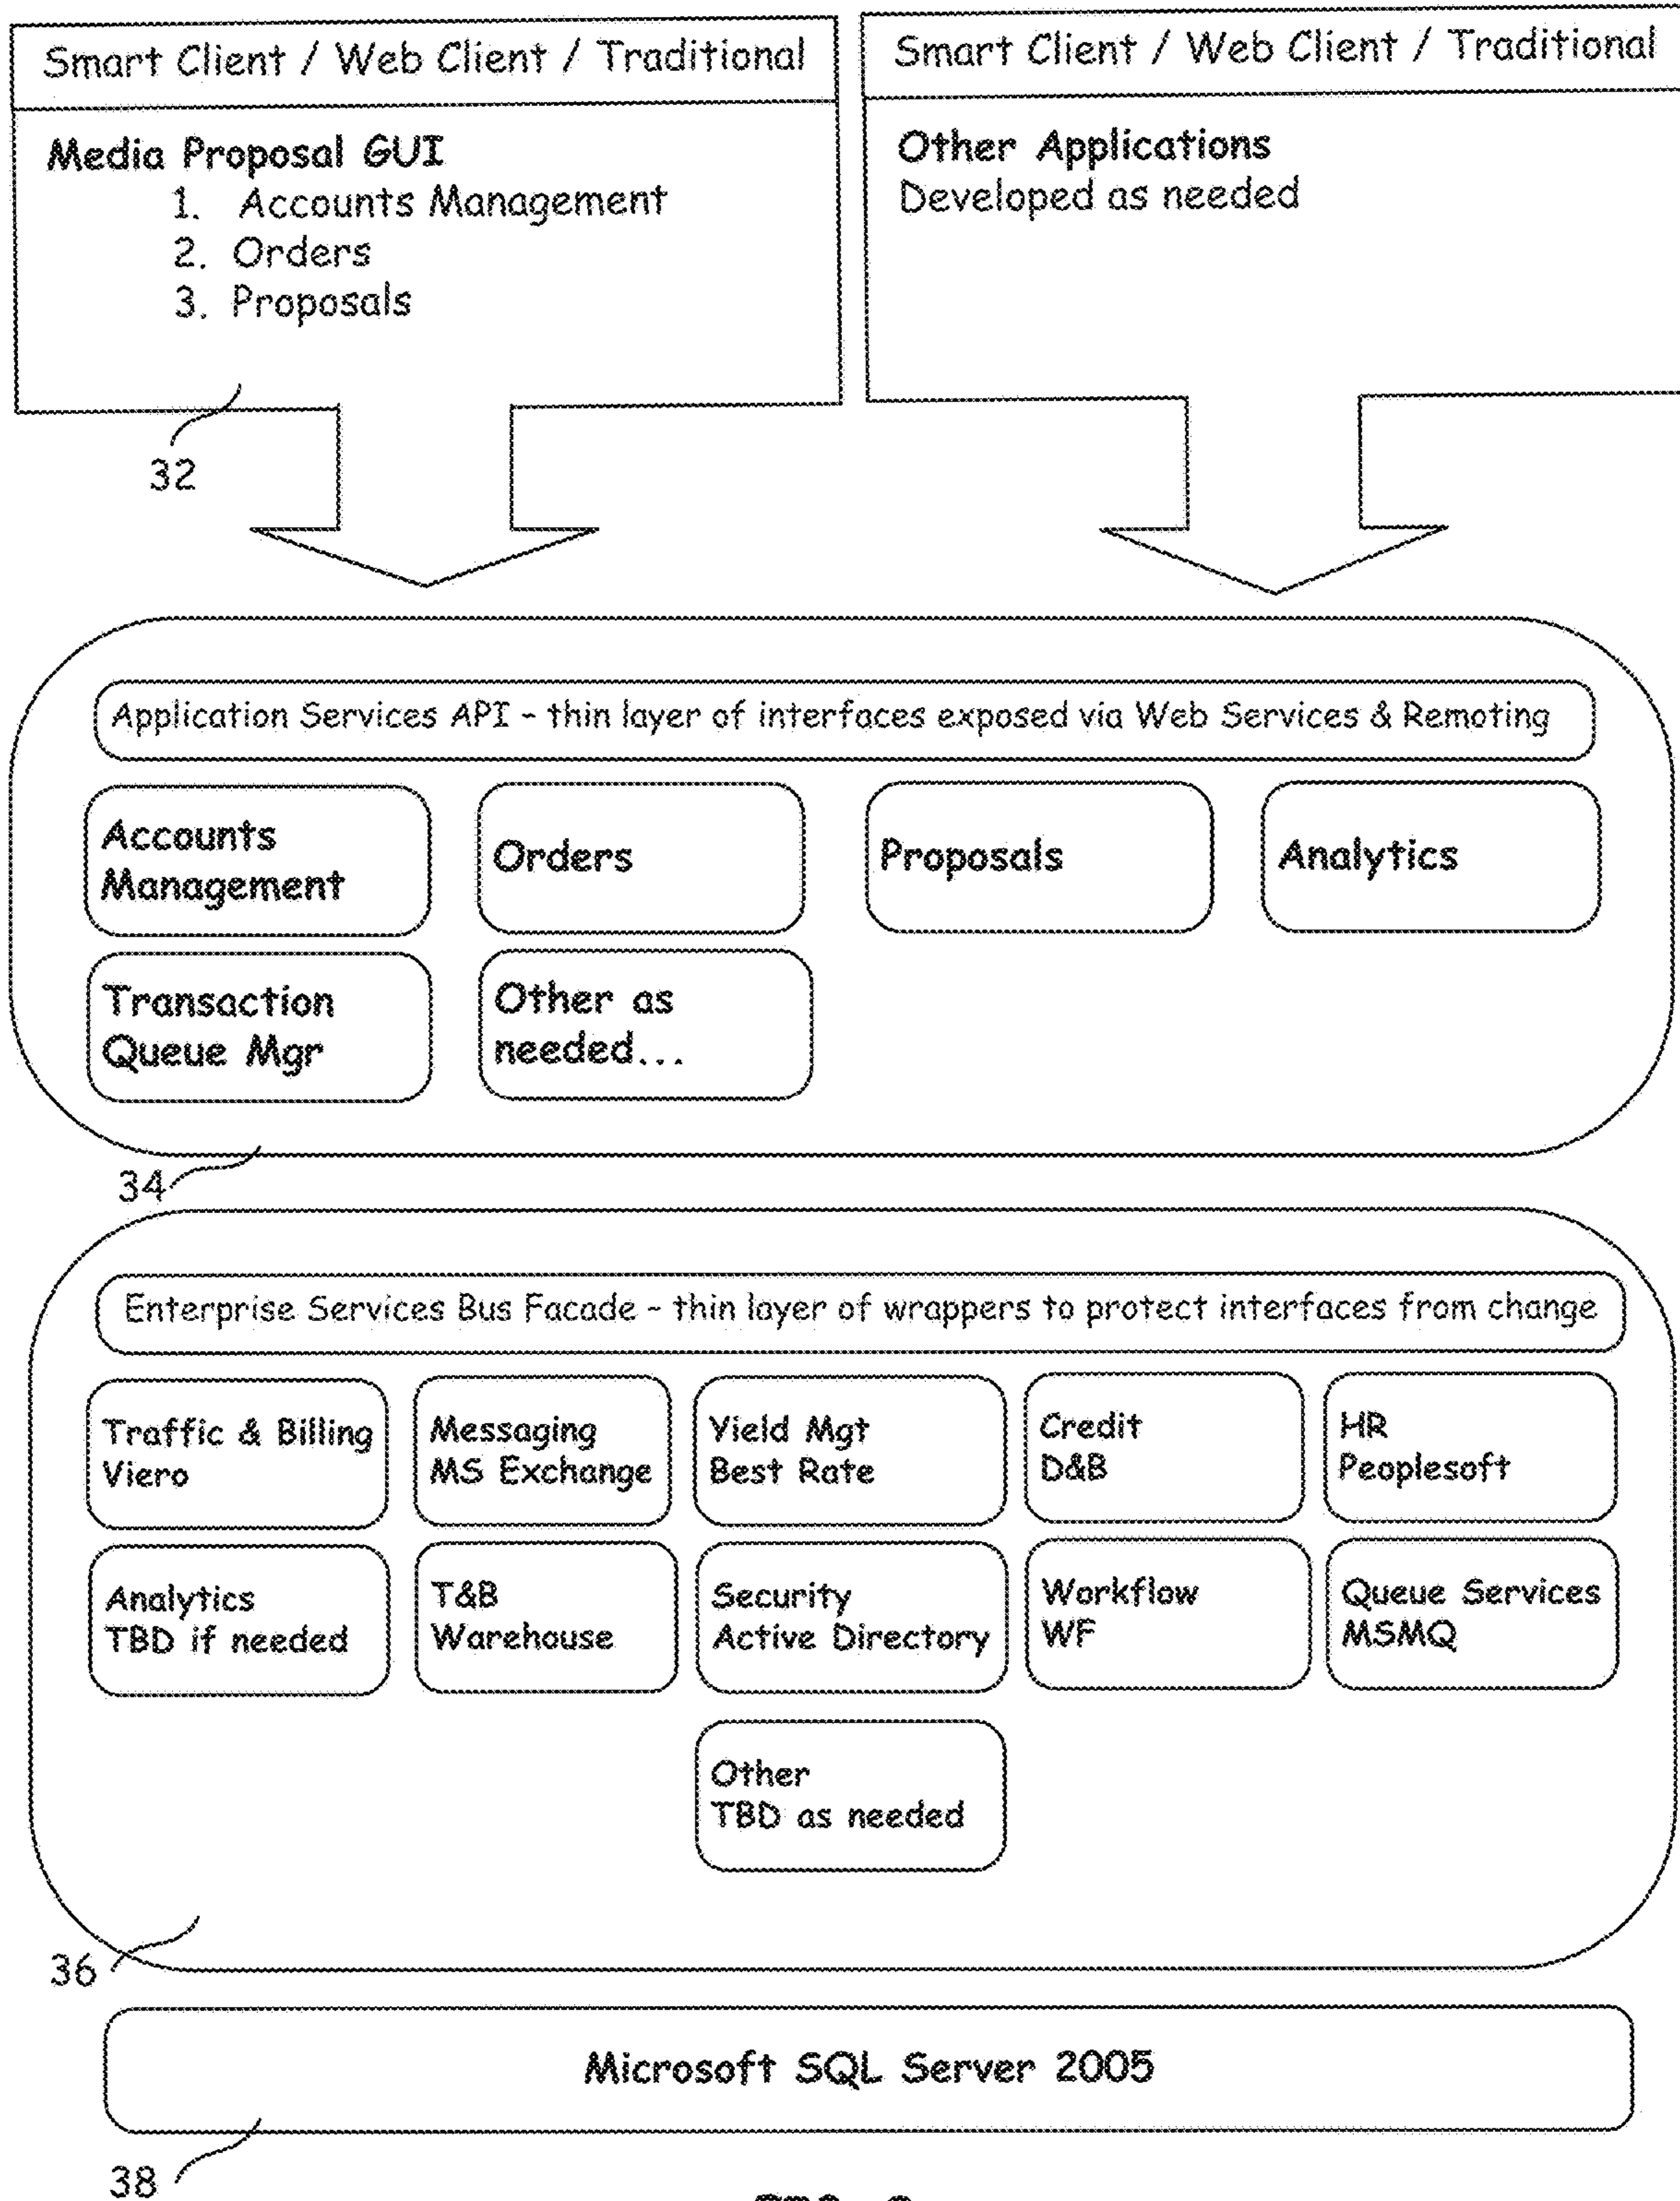 Smart Client / Web Client / Traditional
Media Proposal GUI
1. Accounts Management
2. Orders
3. Proposals
32
Smart Client / Web Client / Traditional
Other Applications
Developed as needed
Application Services API - thin layer of interfaces exposed via Web Services & Remoting
Accounts
Management
Orders
Proposals
Analytics
Transaction
Queue Mgr
Other as
needed...
34
Enterprise Services Bus Facade - thin layer of wrappers to protect interfaces from change
Traffic & Billing
Viero
Messaging
MS Exchange
Yield Mgt
Best Rate
Credit
D&B
HR
Peoplesoft
Analytics
TBD if needed
T&B
Warehouse
Security
Active Directory
Workflow
WF
Queue Services
MSMQ
Other
TBD as needed
36
Microsoft SQL Server 2005
38